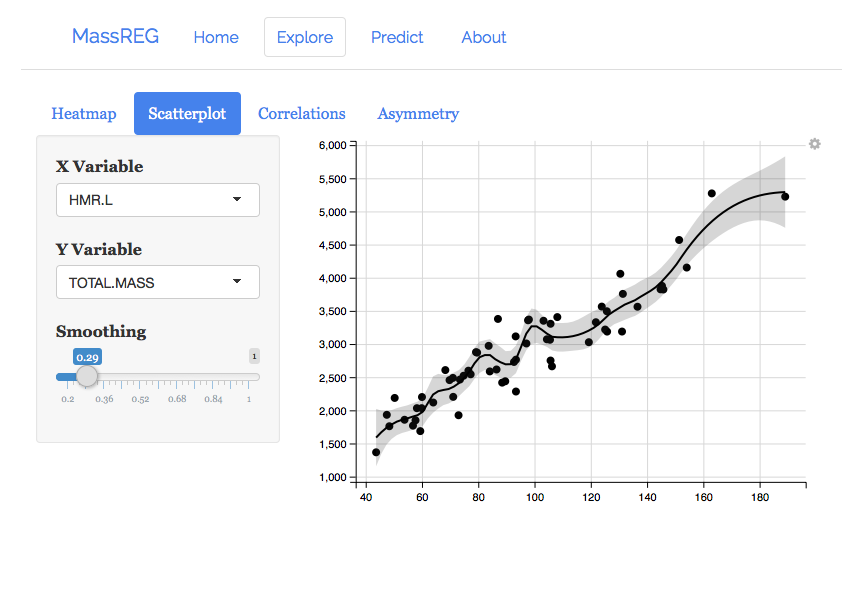 MassREG Home Explore Predict About
Heatmap Scatterplot Correlations Asymmetry
X Variable
HMR.L
Y Variable
TOTAL.MASS
Smoothing
0.29 1
0.2 0.36 0.52 0.68 0.84 1
6,000
5,500
5,000
4,500
4,000
3,500
3,000
2,500
2,000
1,500
1,000
40 60 80 100 120 140 160 180